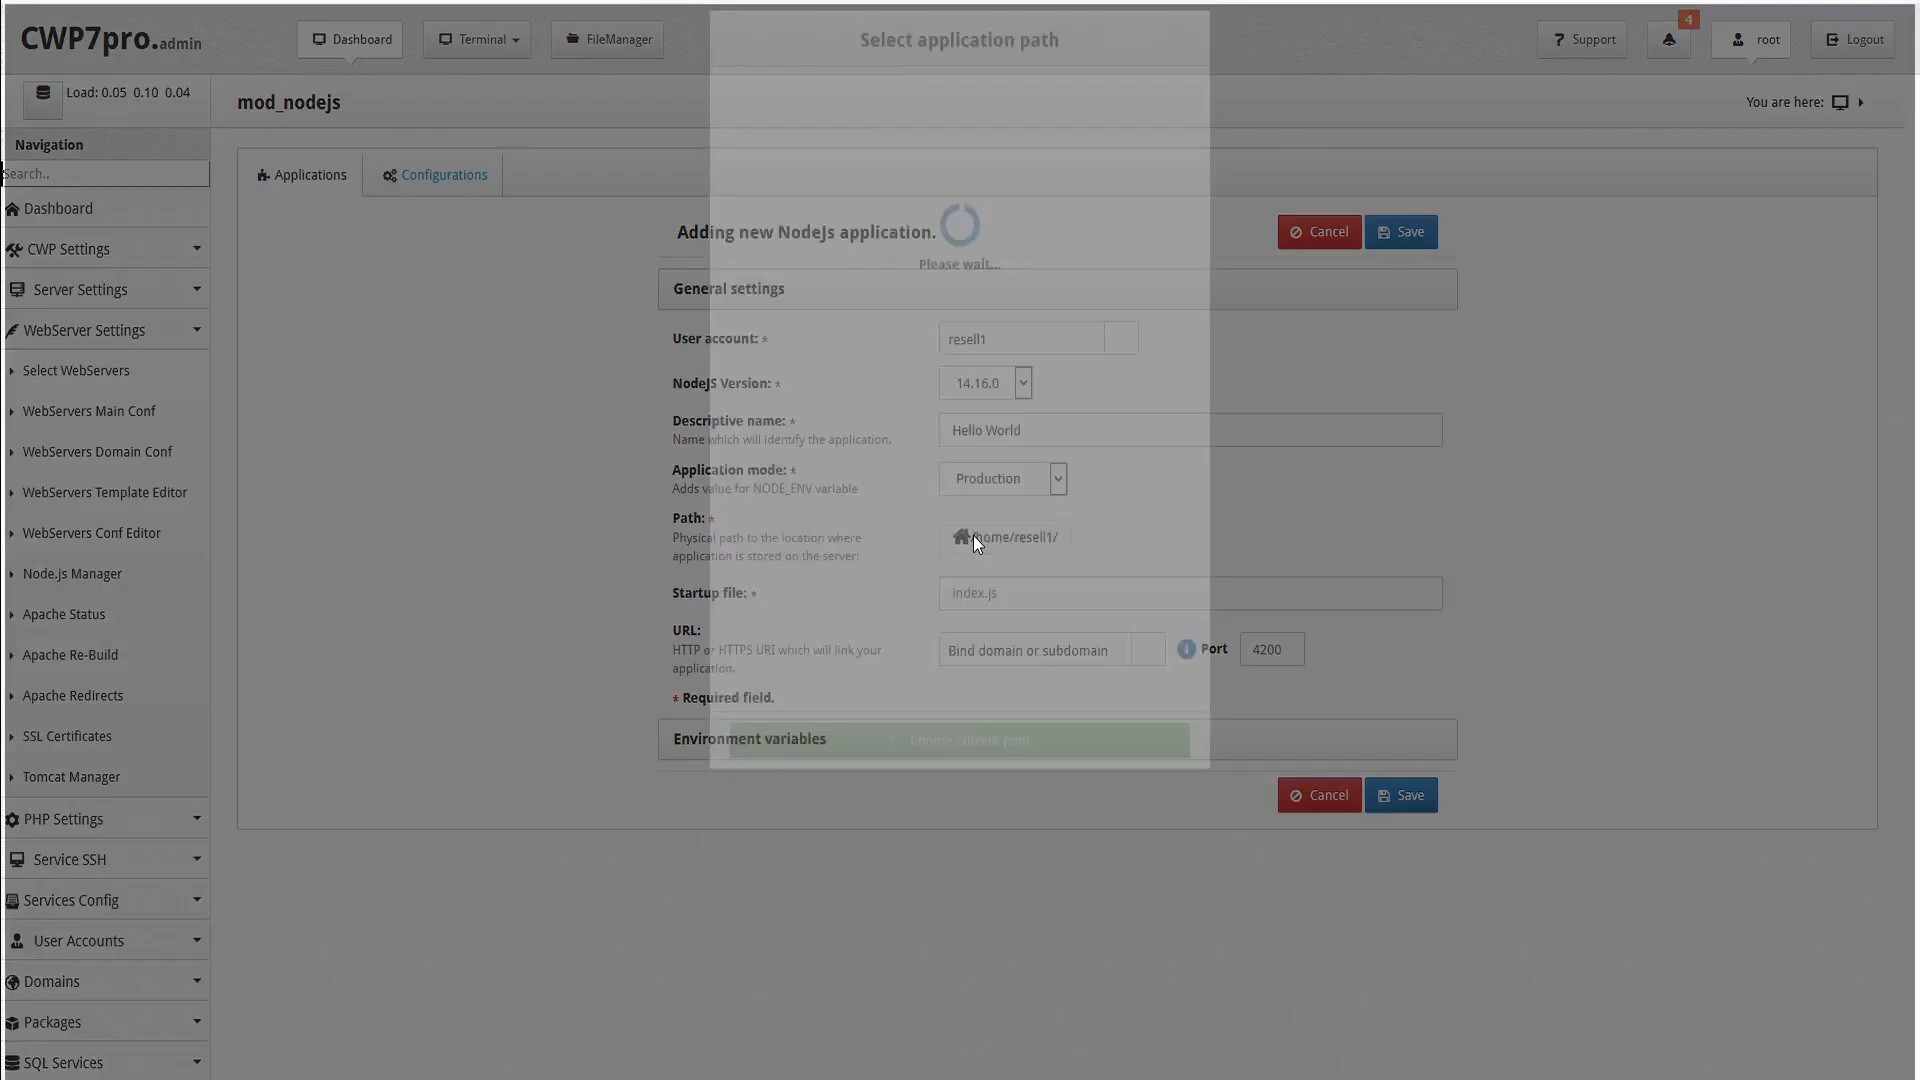 CWP7pro.admin
Dashboard
Terminal
FileManager
Select application path
Support
4
root
Logout
Load: 0.05 0.10 0.04
mod_nodejs
You are here:
Navigation
Search..
Applications
Configurations
Dashboard
CWP Settings
Server Settings
WebServer Settings
Select WebServers
WebServers Main Conf
WebServers Domain Conf
WebServers Template Editor
WebServers Conf Editor
Node.js Manager
Apache Status
Apache Re-Build
Apache Redirects
SSL Certificates
Tomcat Manager
PHP Settings
Service SSH
Services Config
User Accounts
Domains
Packages
SQL Services
Adding new NodeJs application.
Cancel
Save
Please wait...
General settings
User account: *
resell1
NodeJS Version: *
14.16.0
Descriptive name: *
Name which will identify the application.
Hello World
Application mode: *
Adds value for NODE_ENV variable
Production
Path: *
Physical path to the location where
application is stored on the server:
/home/resell1/
Startup file: *
index.js
URL:
HTTP or HTTPS URI which will link your
application.
Bind domain or subdomain
Port
4200
* Required field.
Environment variables
Choose current path
Cancel
Save